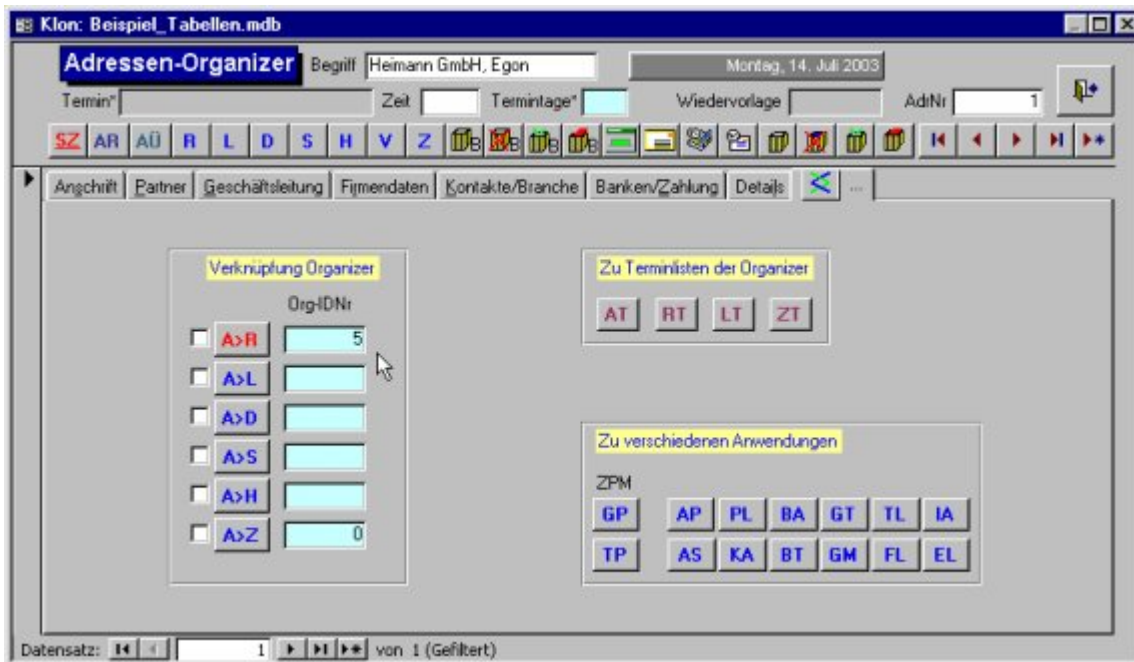 Klon: Beispiel_Tabellen.mdb
Adressen-Organizer Begriff Heimann GmbH, Egon Montag, 14. Juli 2003
Termin* Zeit Termintage* Wiedervorlage AdrNr 1
SZ AR AÜ R L D S H V Z B B B B
Anschrift Partner Geschäftsleitung Firmendaten Kontakte/Branche Banken/Zahlung Details ...
Verknüpfung Organizer
Org-IDNr
A>R 5
A>L
A>D
A>S
A>H
A>Z 0
Zu Terminlisten der Organizer
AT RT LT ZT
Zu verschiedenen Anwendungen
ZPM
GP AP PL BA GT TL IA
TP AS KA BT GM FL EL
Datensatz: 1 von 1 (Gefiltert)